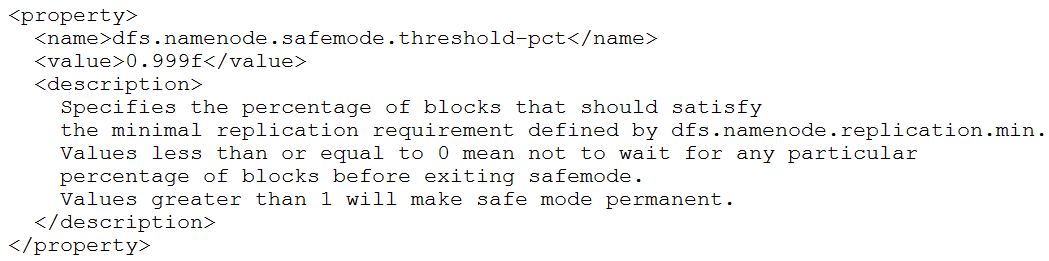 <property>
<name>dfs.namenode.safemode.threshold-pct</name>
<value>0.999f</value>
<description>
Specifies the percentage of blocks that should satisfy
the minimal replication requirement defined by dfs.namenode.replication.min.
Values less than or equal to 0 mean not to wait for any particular
percentage of blocks before exiting safemode.
Values greater than 1 will make safe mode permanent.
</description>
</property>